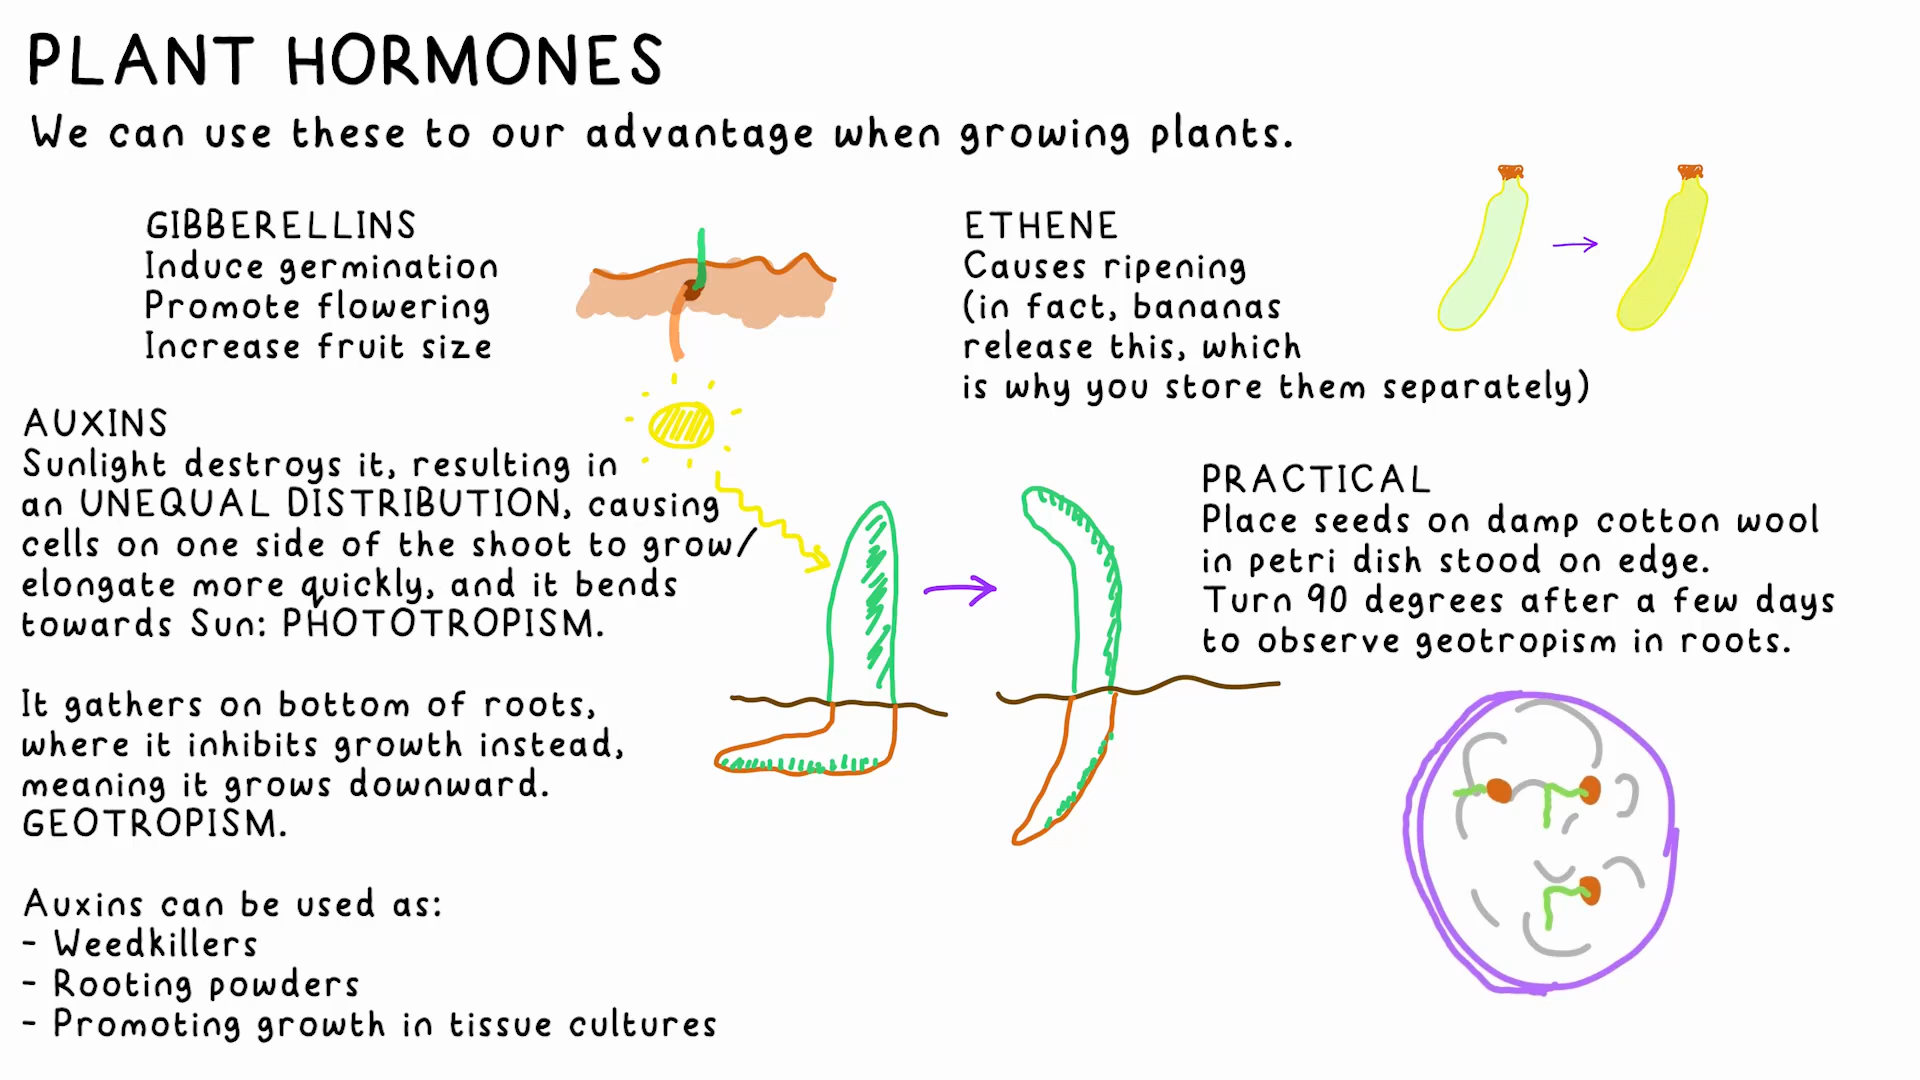 PLANT HORMONES
We can use these to our advantage when growing plants.
GIBBERELLINS
Induce germination
Promote flowering
Increase fruit size
ETHENE
Causes ripening
(in fact, bananas
release this, which
is why you store them separately)
AUXINS
Sunlight destroys it, resulting in
an UNEQUAL DISTRIBUTION, causing
cells on one side of the shoot to grow/
elongate more quickly, and it bends
towards Sun: PHOTOTROPISM.
It gathers on bottom of roots,
where it inhibits growth instead,
meaning it grows downward.
GEOTROPISM.
Auxins can be used as:
- Weedkillers
- Rooting powders
- Promoting growth in tissue cultures
PRACTICAL
Place seeds on damp cotton wool
in petri dish stood on edge.
Turn 90 degrees after a few days
to observe geotropism in roots.